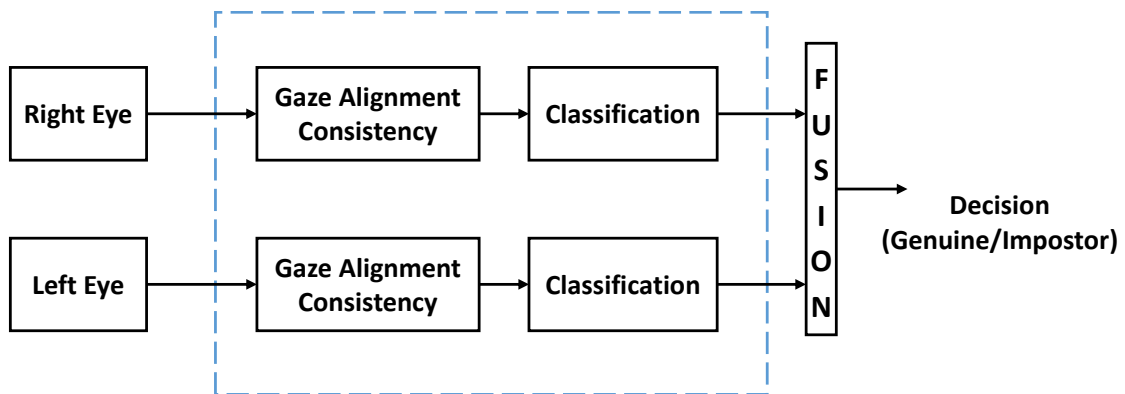 Right Eye
Gaze Alignment
Consistency
Classification
Left Eye
Gaze Alignment
Consistency
Classification
F
U
S
I
O
N
Decision
(Genuine/Impostor)